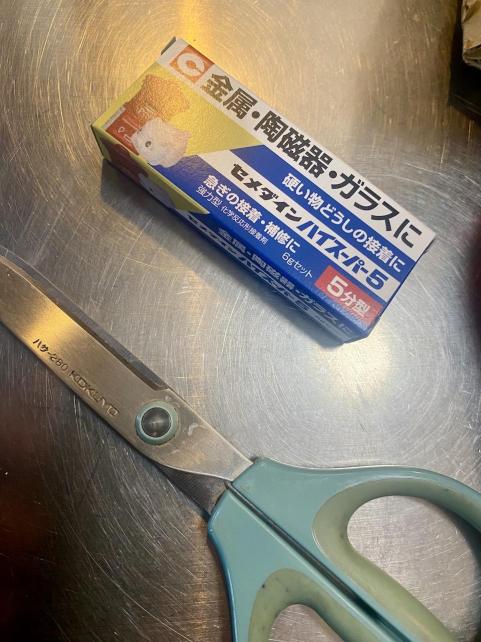 金属・陶磁器・ガラスに
硬い物どうしの接着に
セメダインハイスーパー5
急ぎの接着・補修に
強力型 化学反応形接着剤
6gセット
5分型
ハサ-280 KOKUYO